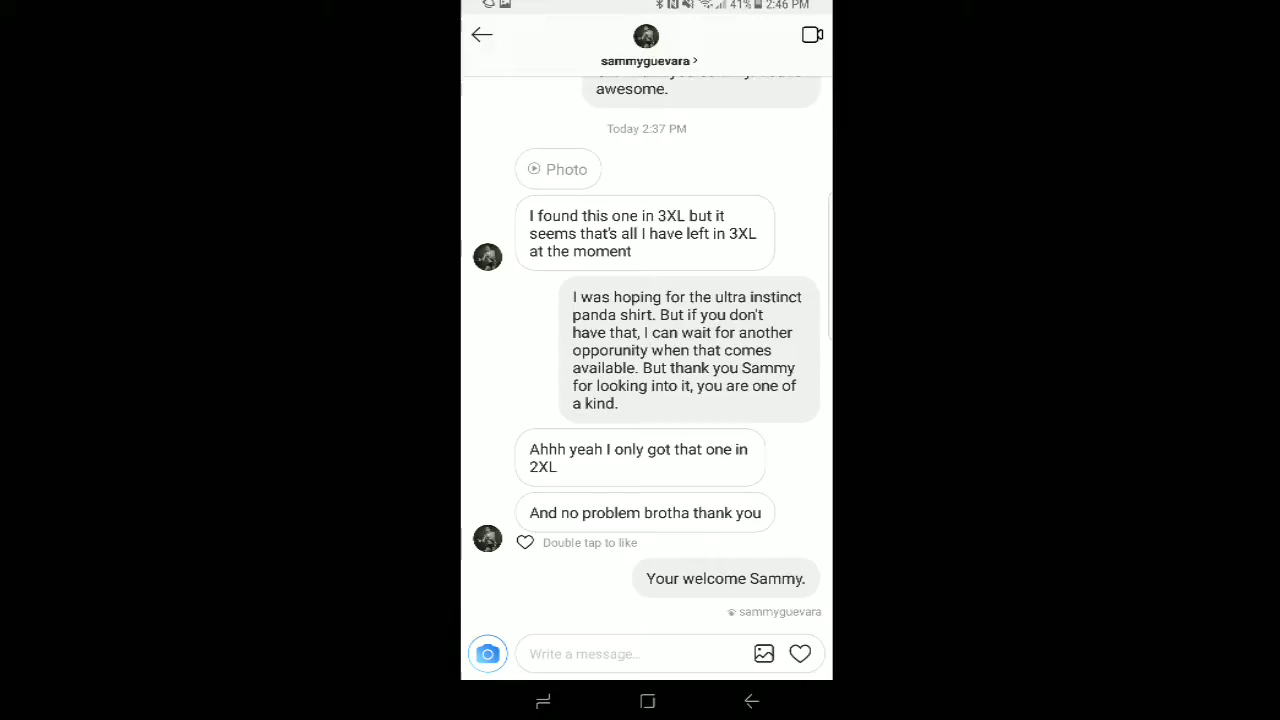 41% 2:46 PM
sammyguevara >
awesome.
Today 2:37 PM
Photo
I found this one in 3XL but it
seems that's all I have left in 3XL
at the moment
I was hoping for the ultra instinct
panda shirt. But if you don't
have that, I can wait for another
opporunity when that comes
available. But thank you Sammy
for looking into it, you are one of
a kind.
Ahhh yeah I only got that one in
2XL
And no problem brotha thank you
Double tap to like
Your welcome Sammy.
sammyguevara
Write a message...